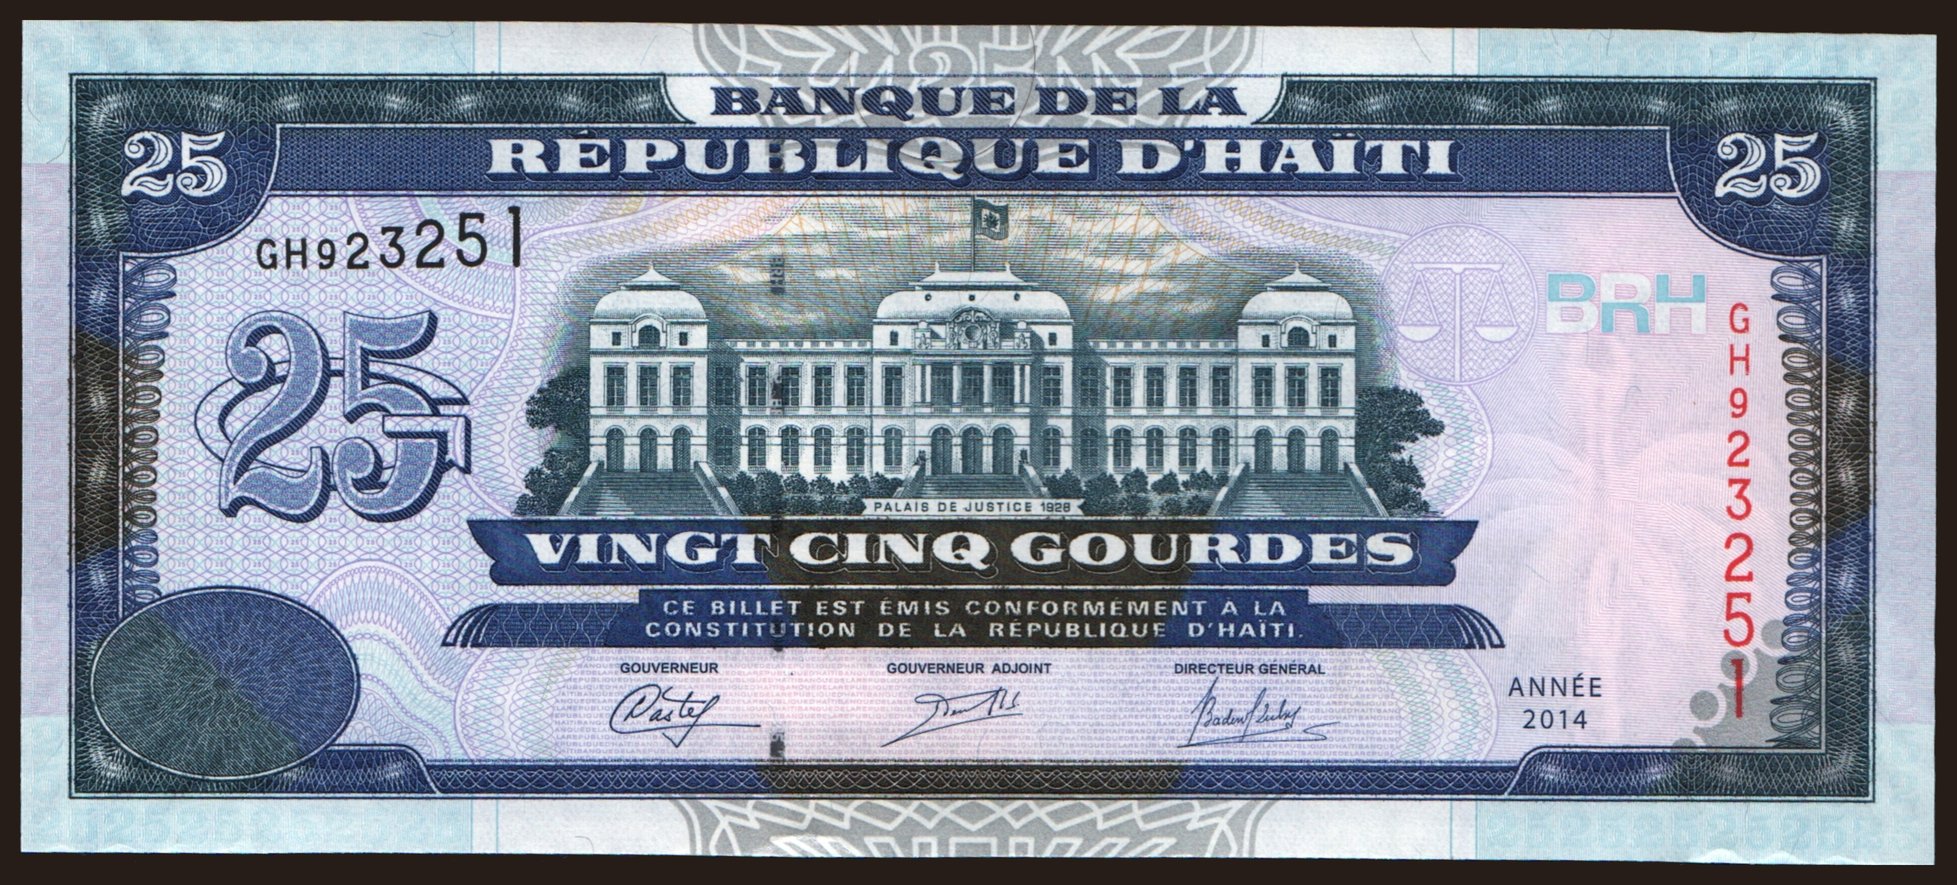 25
BANQUE DE LA
RÉPUBLIQUE D'HAÏTI
25
25
GH923251
BRH
GH923251
25
PALAIS DE JUSTICE 1928
VINGT CINQ GOURDES
CE BILLET EST ÉMIS CONFORMÉMENT À LA
CONSTITUTION DE LA RÉPUBLIQUE D'HAÏTI.
GOUVERNEUR
GOUVERNEUR ADJOINT
DIRECTEUR GÉNÉRAL
ANNÉE
2014